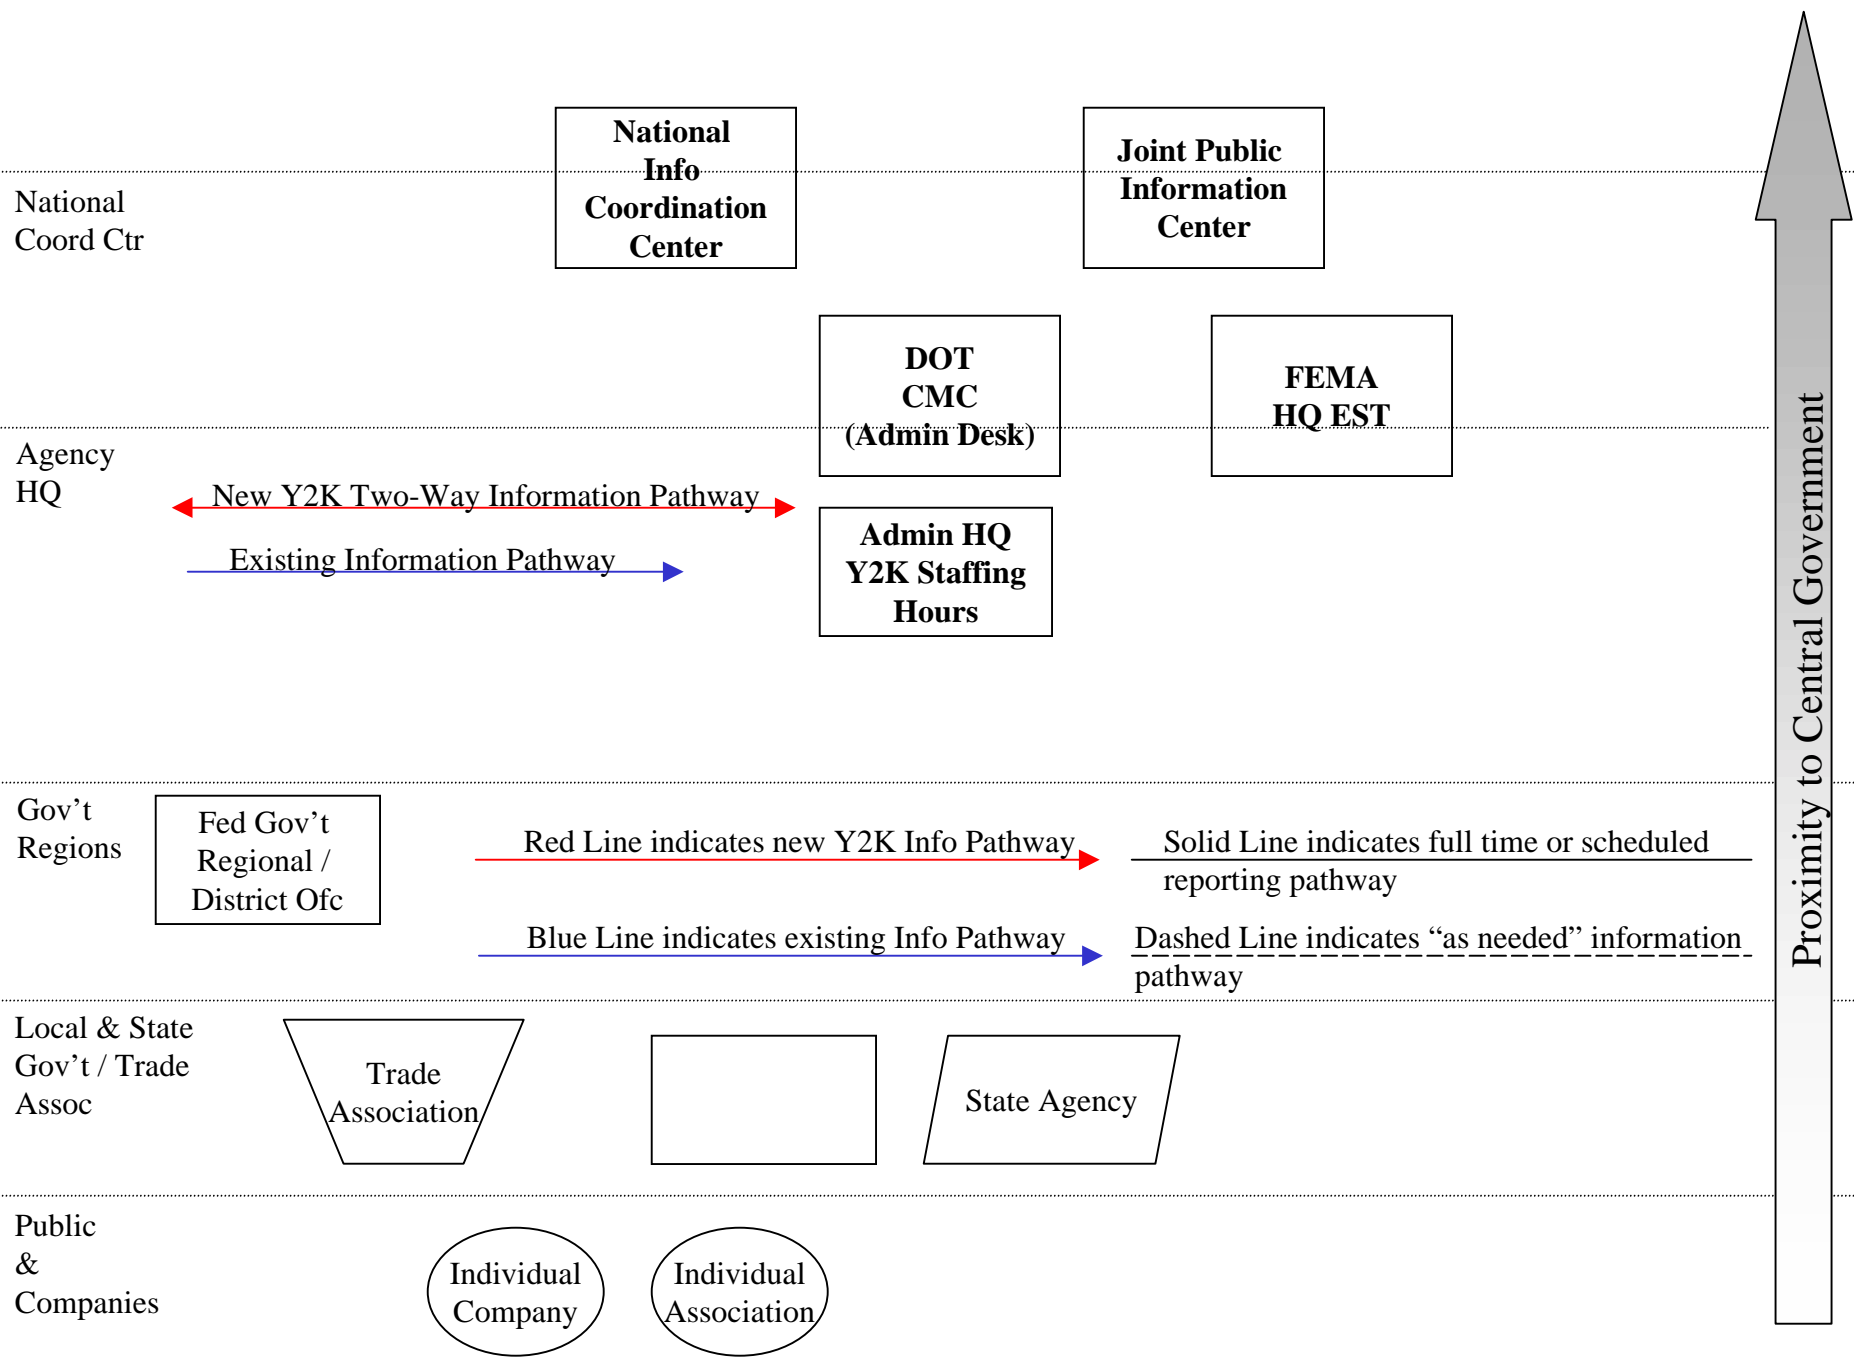 National
Info
Coordination
Center
Joint Public
Information
Center
National
Coord Ctr
DOT
CMC
(Admin Desk)
FEMA
HQ EST
Agency
HQ
New Y2K Two-Way Information Pathway
Existing Information Pathway
Admin HQ
Y2K Staffing
Hours
Proximity to Central Government
Gov’t
Regions
Fed Gov’t
Regional /
District Ofc
Red Line indicates new Y2K Info Pathway
Solid Line indicates full time or scheduled
reporting pathway
Blue Line indicates existing Info Pathway
Dashed Line indicates “as needed” information
pathway
Local & State
Gov’t / Trade
Assoc
Trade
Association
State Agency
Public
&
Companies
Individual
Company
Individual
Association